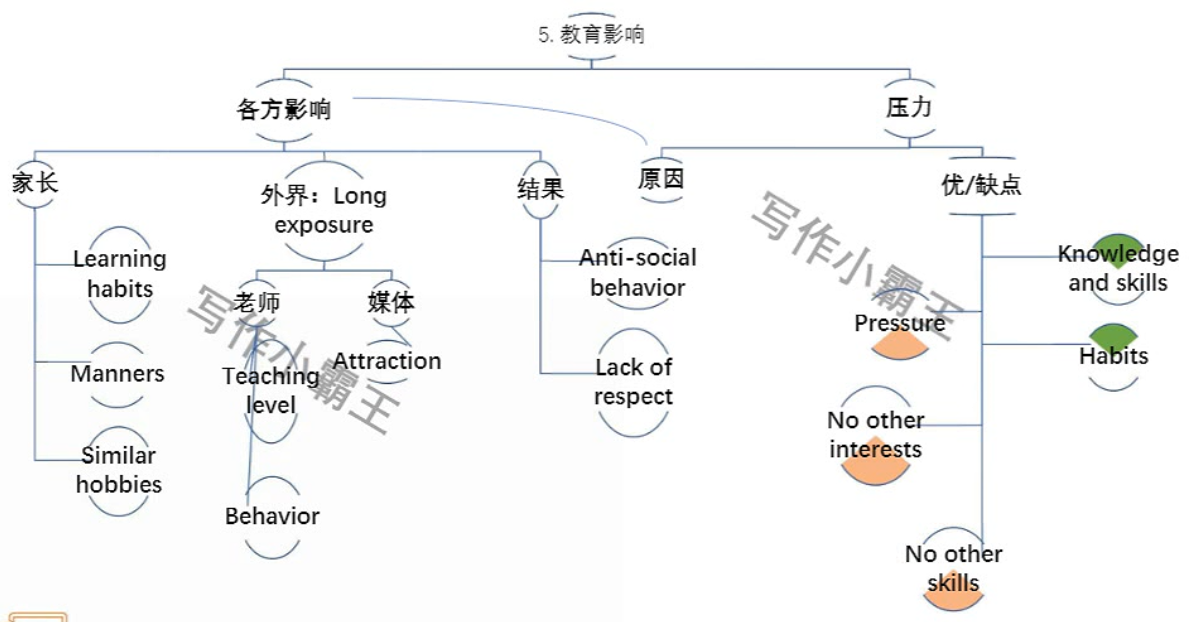 5. 教育影响
各方影响
压力
家长
外界：Long
exposure
结果
原因
优/缺点
Learning
habits
Manners
Similar
hobbies
老师
媒体
Teaching
level
Attraction
Behavior
Anti-social
behavior
Lack of
respect
Knowledge
and skills
Pressure
Habits
No other
interests
No other
skills
写作小霸王
写作小霸王